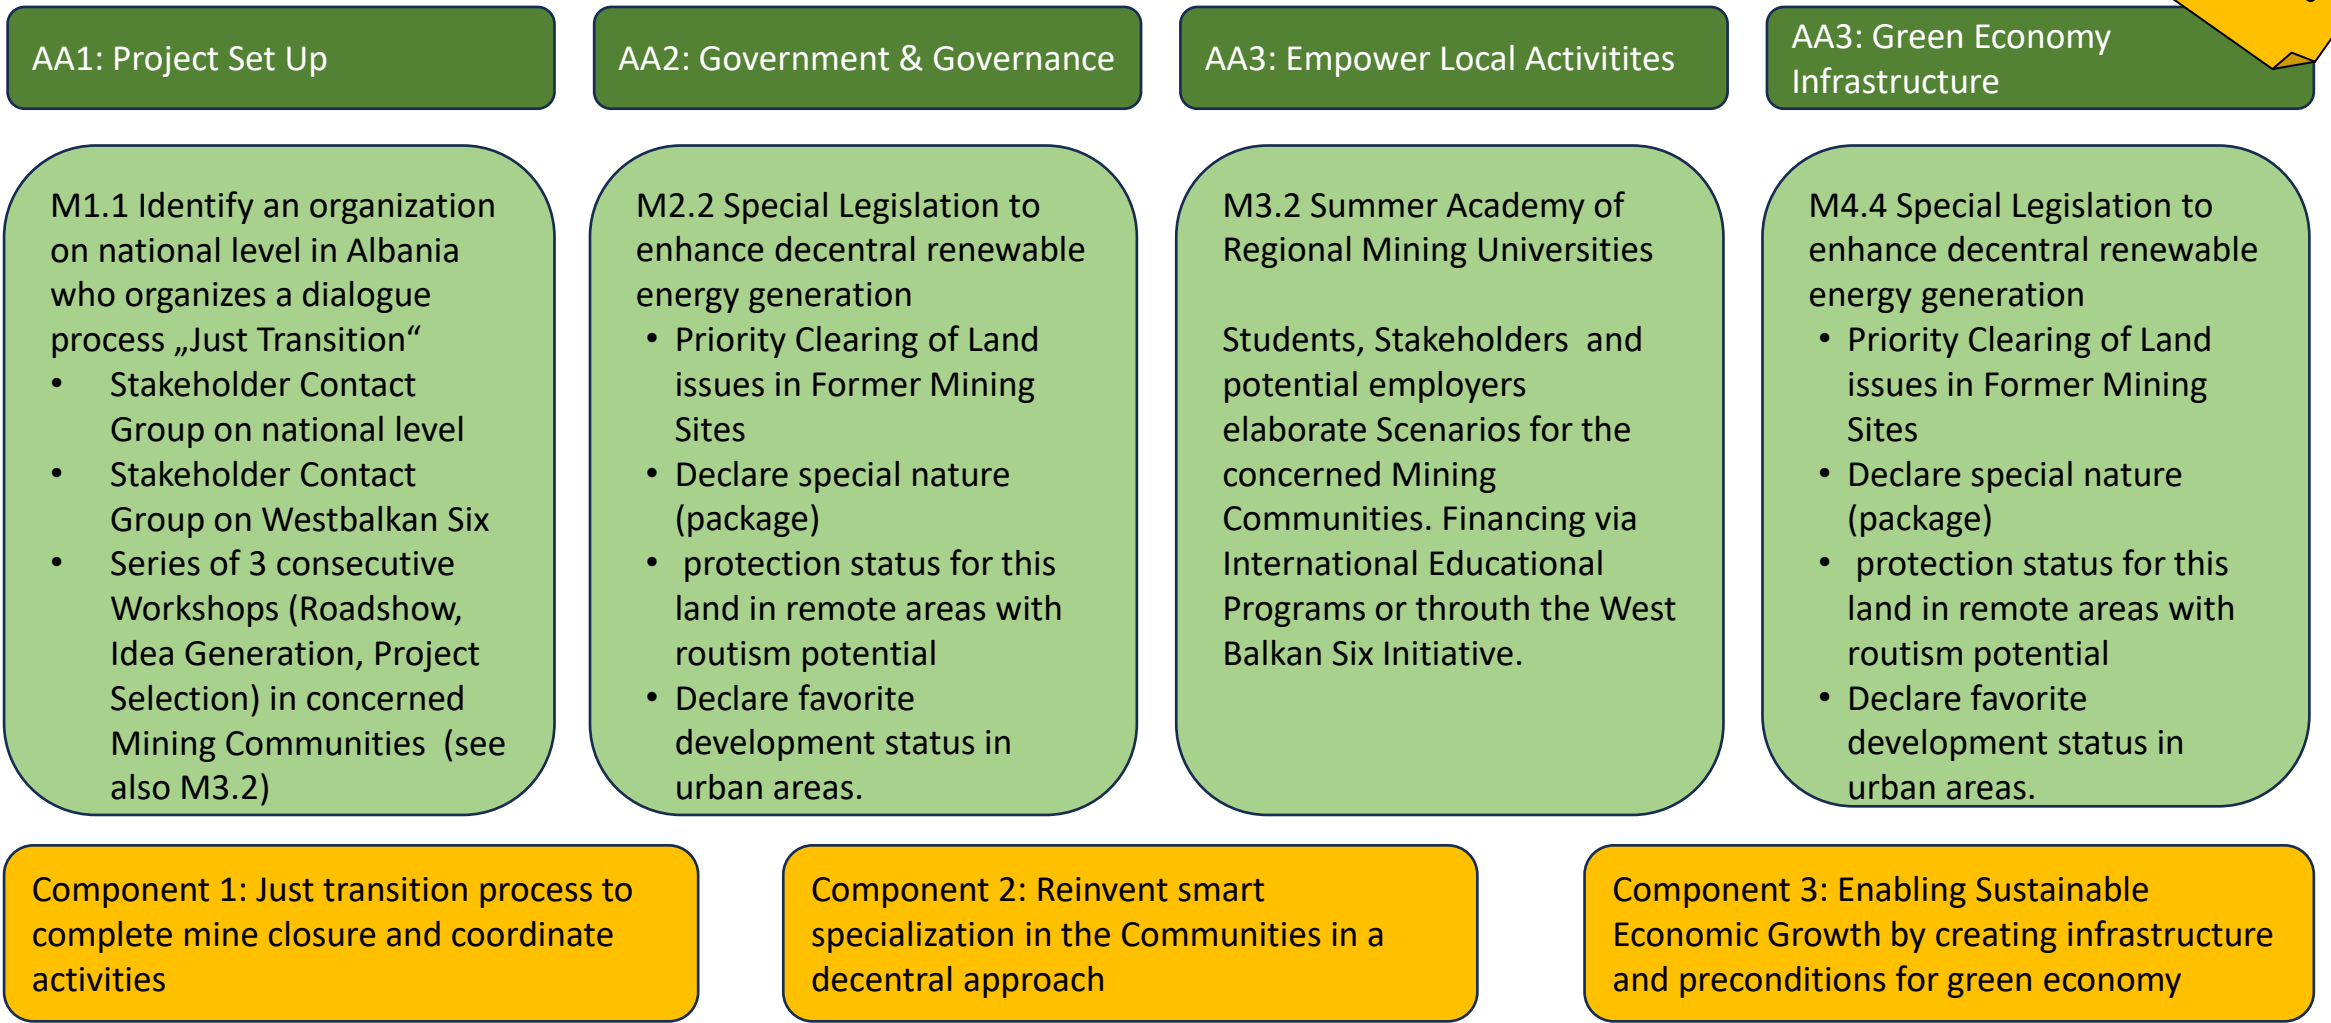 AA1: Project Set Up
AA2: Government & Governance
AA3: Empower Local Activitites
AA3: Green Economy
Infrastructure
M1.1 Identify an organization
on national level in Albania
who organizes a dialogue
process „Just Transition“
• Stakeholder Contact
Group on national level
• Stakeholder Contact
Group on Westbalkan Six
• Series of 3 consecutive
Workshops (Roadshow,
Idea Generation, Project
Selection) in concerned
Mining Communities (see
also M3.2)
M2.2 Special Legislation to
enhance decentral renewable
energy generation
• Priority Clearing of Land
issues in Former Mining
Sites
• Declare special nature
(package)
• protection status for this
land in remote areas with
routism potential
• Declare favorite
development status in
urban areas.
M3.2 Summer Academy of
Regional Mining Universities
Students, Stakeholders and
potential employers
elaborate Scenarios for the
concerned Mining
Communities. Financing via
International Educational
Programs or throuth the West
Balkan Six Initiative.
M4.4 Special Legislation to
enhance decentral renewable
energy generation
• Priority Clearing of Land
issues in Former Mining
Sites
• Declare special nature
(package)
• protection status for this
land in remote areas with
routism potential
• Declare favorite
development status in
urban areas.
Component 1: Just transition process to
complete mine closure and coordinate
activities
Component 2: Reinvent smart
specialization in the Communities in a
decentral approach
Component 3: Enabling Sustainable
Economic Growth by creating infrastructure
and preconditions for green economy